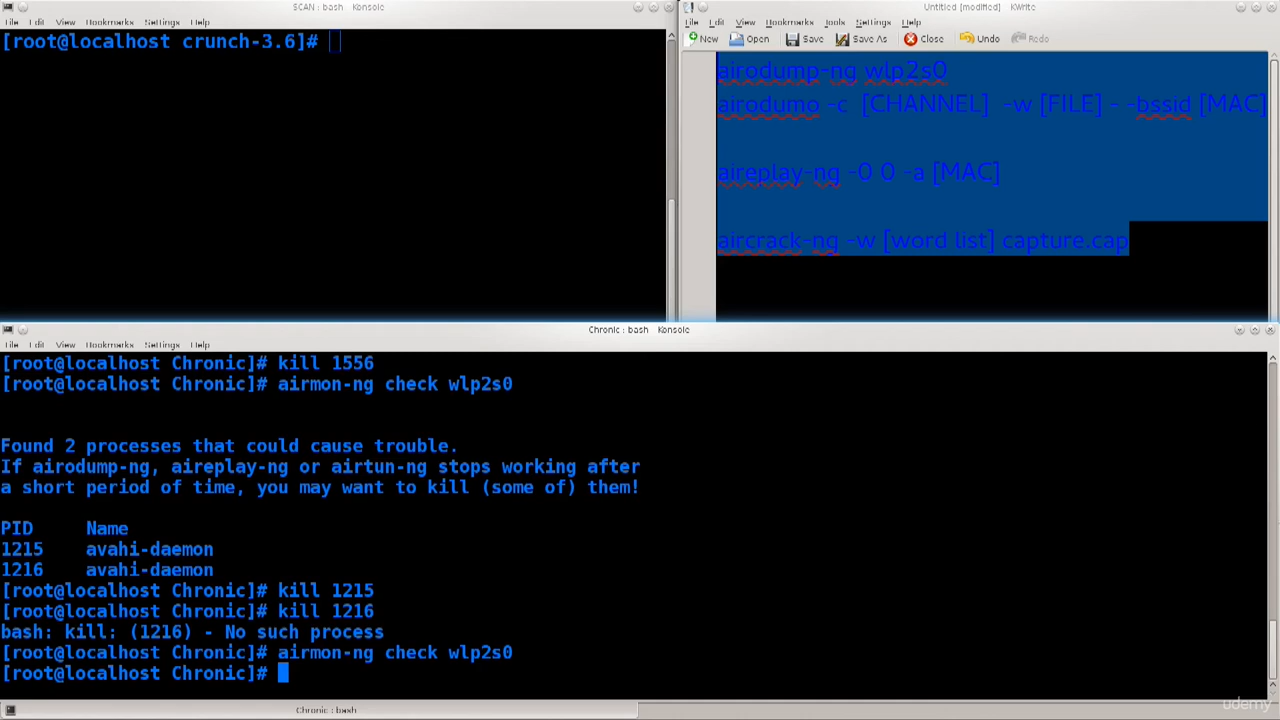 SCAN : bash    Konsole
File Edit View Bookmarks Settings Help
[root@localhost crunch-3.6]#
Untitled [modified]    KWrite
File Edit View Bookmarks Tools Settings Help
New Open Save Save As Close Undo Redo
airodump-ng wlp2s0
airodumo -c  [CHANNEL]  -w [FILE] - -bssid [MAC]
aireplay-ng -0 0 -a [MAC]
aircrack-ng -w [word list] capture.cap
Chronic : bash    Konsole
File Edit View Bookmarks Settings Help
[root@localhost Chronic]# kill 1556
[root@localhost Chronic]# airmon-ng check wlp2s0
Found 2 processes that could cause trouble.
If airodump-ng, aireplay-ng or airtun-ng stops working after
a short period of time, you may want to kill (some of) them!
PID     Name
1215    avahi-daemon
1216    avahi-daemon
[root@localhost Chronic]# kill 1215
[root@localhost Chronic]# kill 1216
bash: kill: (1216) - No such process
[root@localhost Chronic]# airmon-ng check wlp2s0
[root@localhost Chronic]#
Chronic : bash
udemy